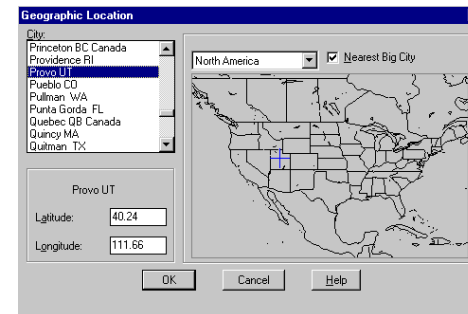 Geographic Location
City:
Princeton BC Canada
Providence RI
Provo UT
Pueblo CO
Pullman WA
Punta Gorda FL
Quebec QB Canada
Quincy MA
Quitman TX
North America
Nearest Big City
Provo UT
Latitude:
40.24
Longitude:
111.66
OK
Cancel
Help